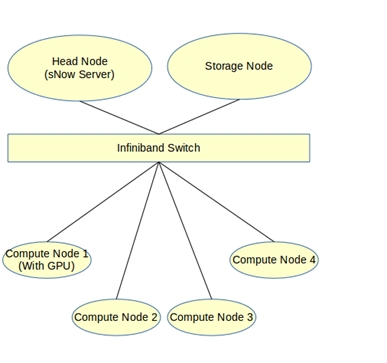 Head Node
(sNow Server)
Storage Node
Infiniband Switch
Compute Node 1
(With GPU)
Compute Node 4
Compute Node 2
Compute Node 3